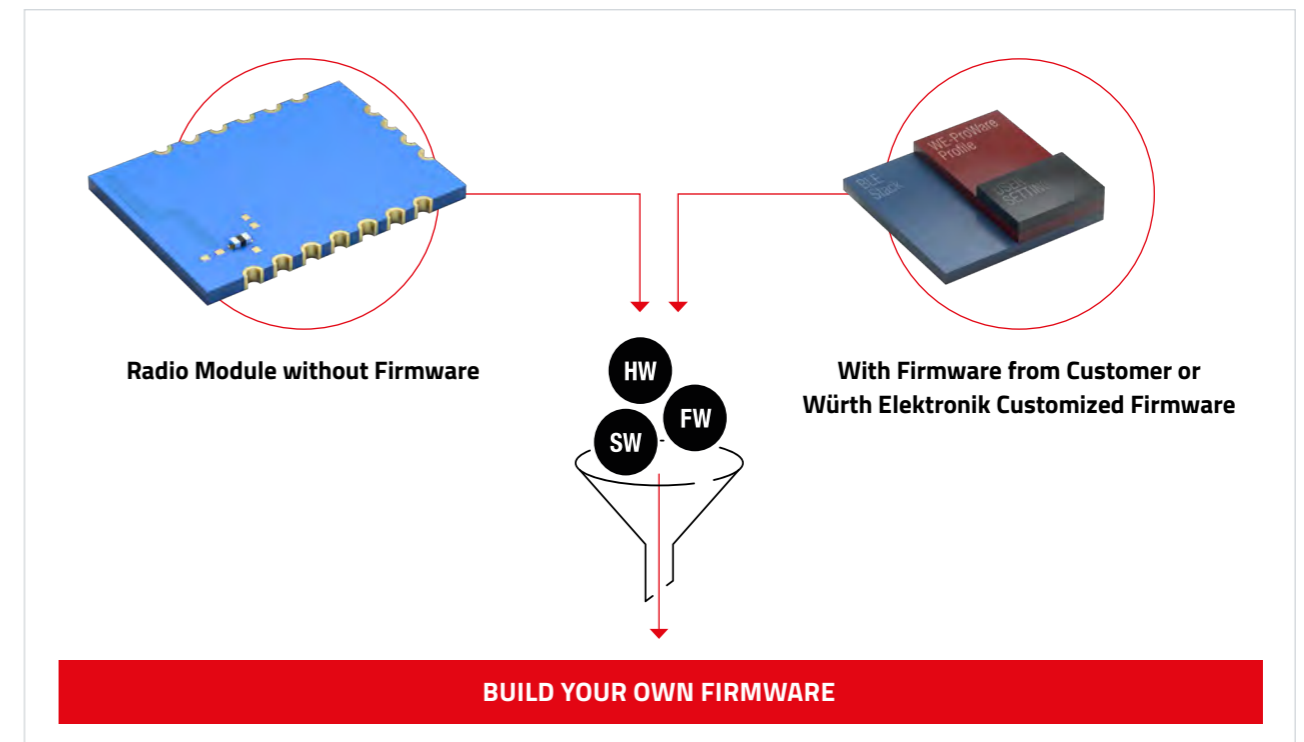 BLE
Stack
WE-ProWare
Profile
USER
Radio Module without Firmware
With Firmware from Customer or
Würth Elektronik Customized Firmware
HW
FW
SW
BUILD YOUR OWN FIRMWARE